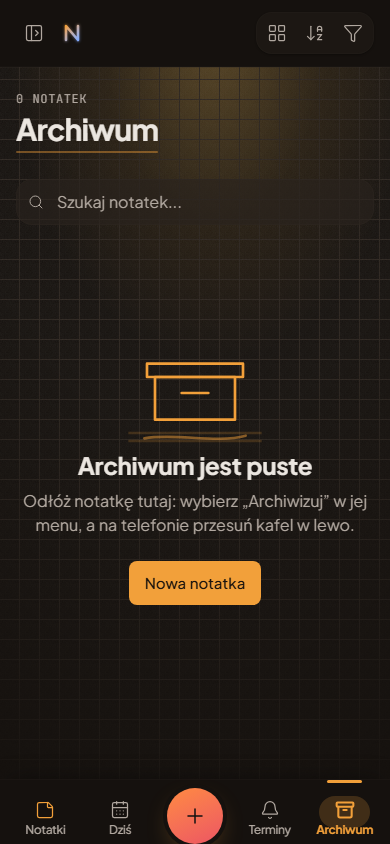 N
0 NOTATEK
Archiwum
Szukaj notatek...
Archiwum jest puste
Odłóż notatkę tutaj: wybierz „Archiwizuj” w jej
menu, a na telefonie przesuń kafel w lewo.
Nowa notatka
Notatki
Dziś
Terminy
Archiwum